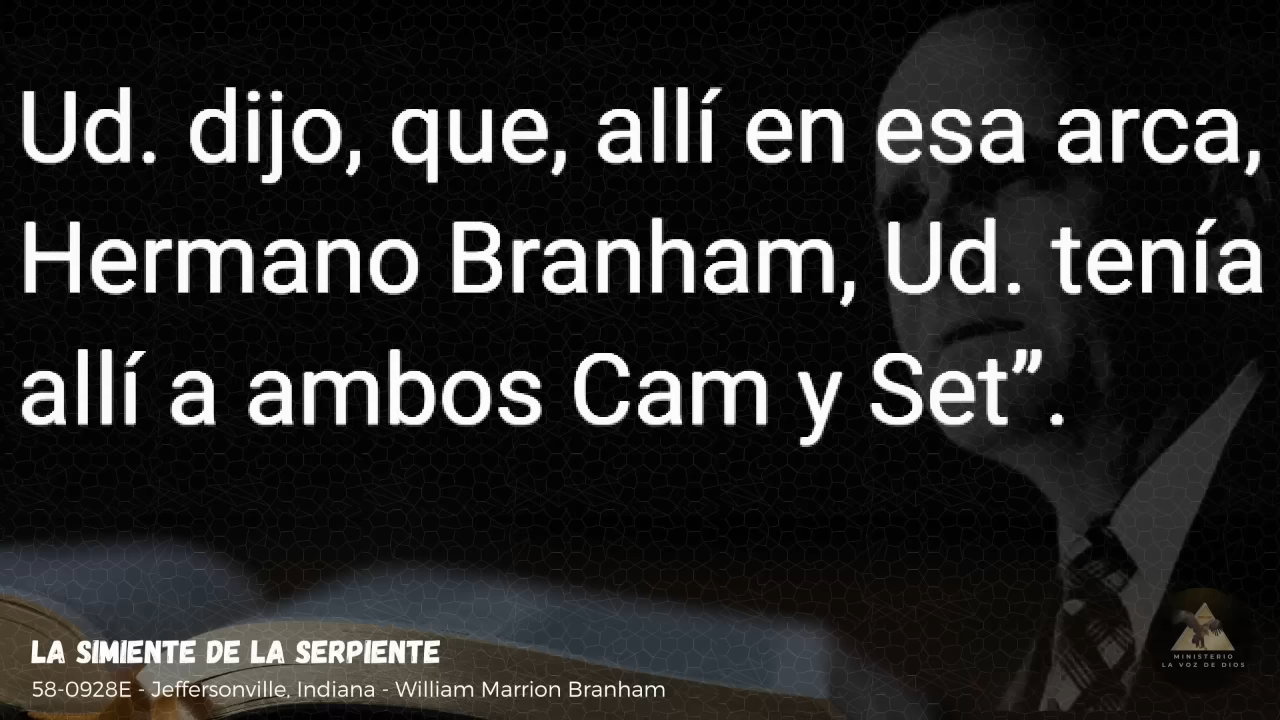 Ud. dijo, que, allí en esa arca,
Hermano Branham, Ud. tenía
allí a ambos Cam y Set”.
LA SIMIENTE DE LA SERPIENTE
58-0928E - Jeffersonville, Indiana - William Marrion Branham
MINISTERIO
LA VOZ DE DIOS